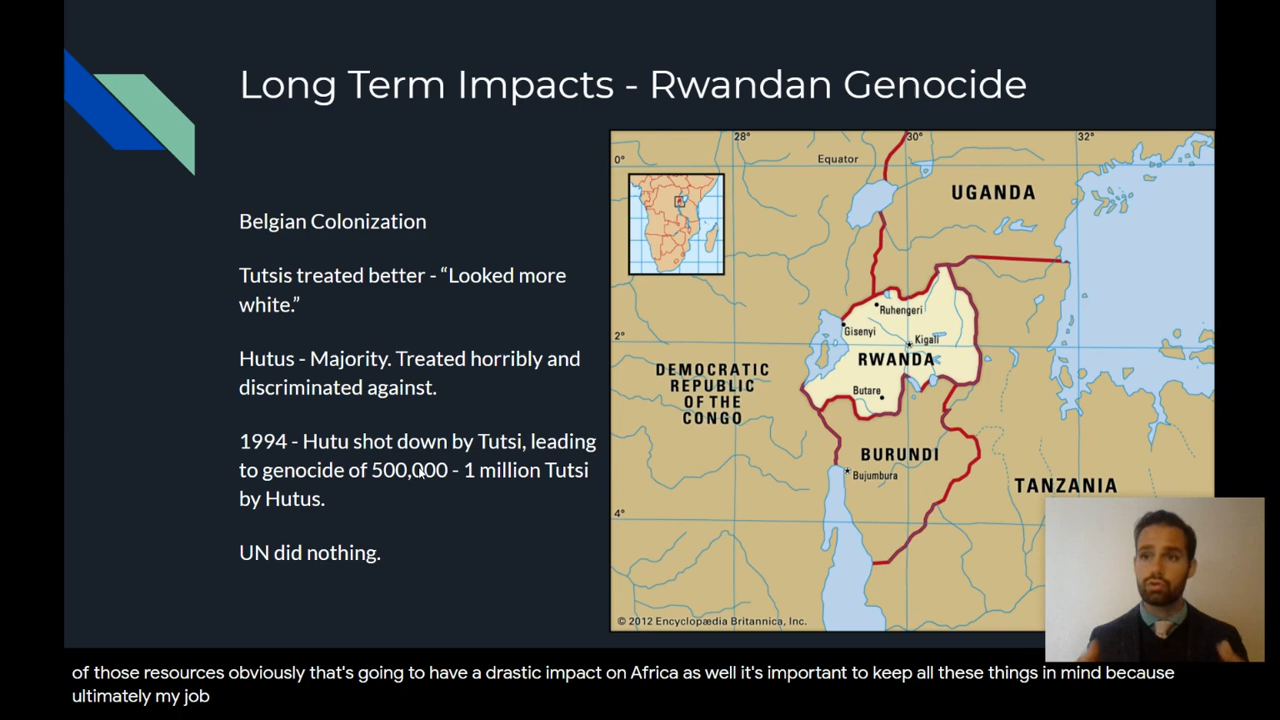 Long Term Impacts - Rwandan Genocide
Belgian Colonization
Tutsis treated better - “Looked more
white.”
Hutus - Majority. Treated horribly and
discriminated against.
1994 - Hutu shot down by Tutsi, leading
to genocide of 500,000 - 1 million Tutsi
by Hutus.
UN did nothing.
28°
30°
32°
0°
Equator
UGANDA
Ruhengeri
Gisenyi
2°
Kigali
RWANDA
DEMOCRATIC
REPUBLIC
OF THE
CONGO
Butare
BURUNDI
Bujumbura
TANZANIA
4°
© 2012 Encyclopædia Britannica, Inc.
of those resources obviously that's going to have a drastic impact on Africa as well it's important to keep all these things in mind because
ultimately my job